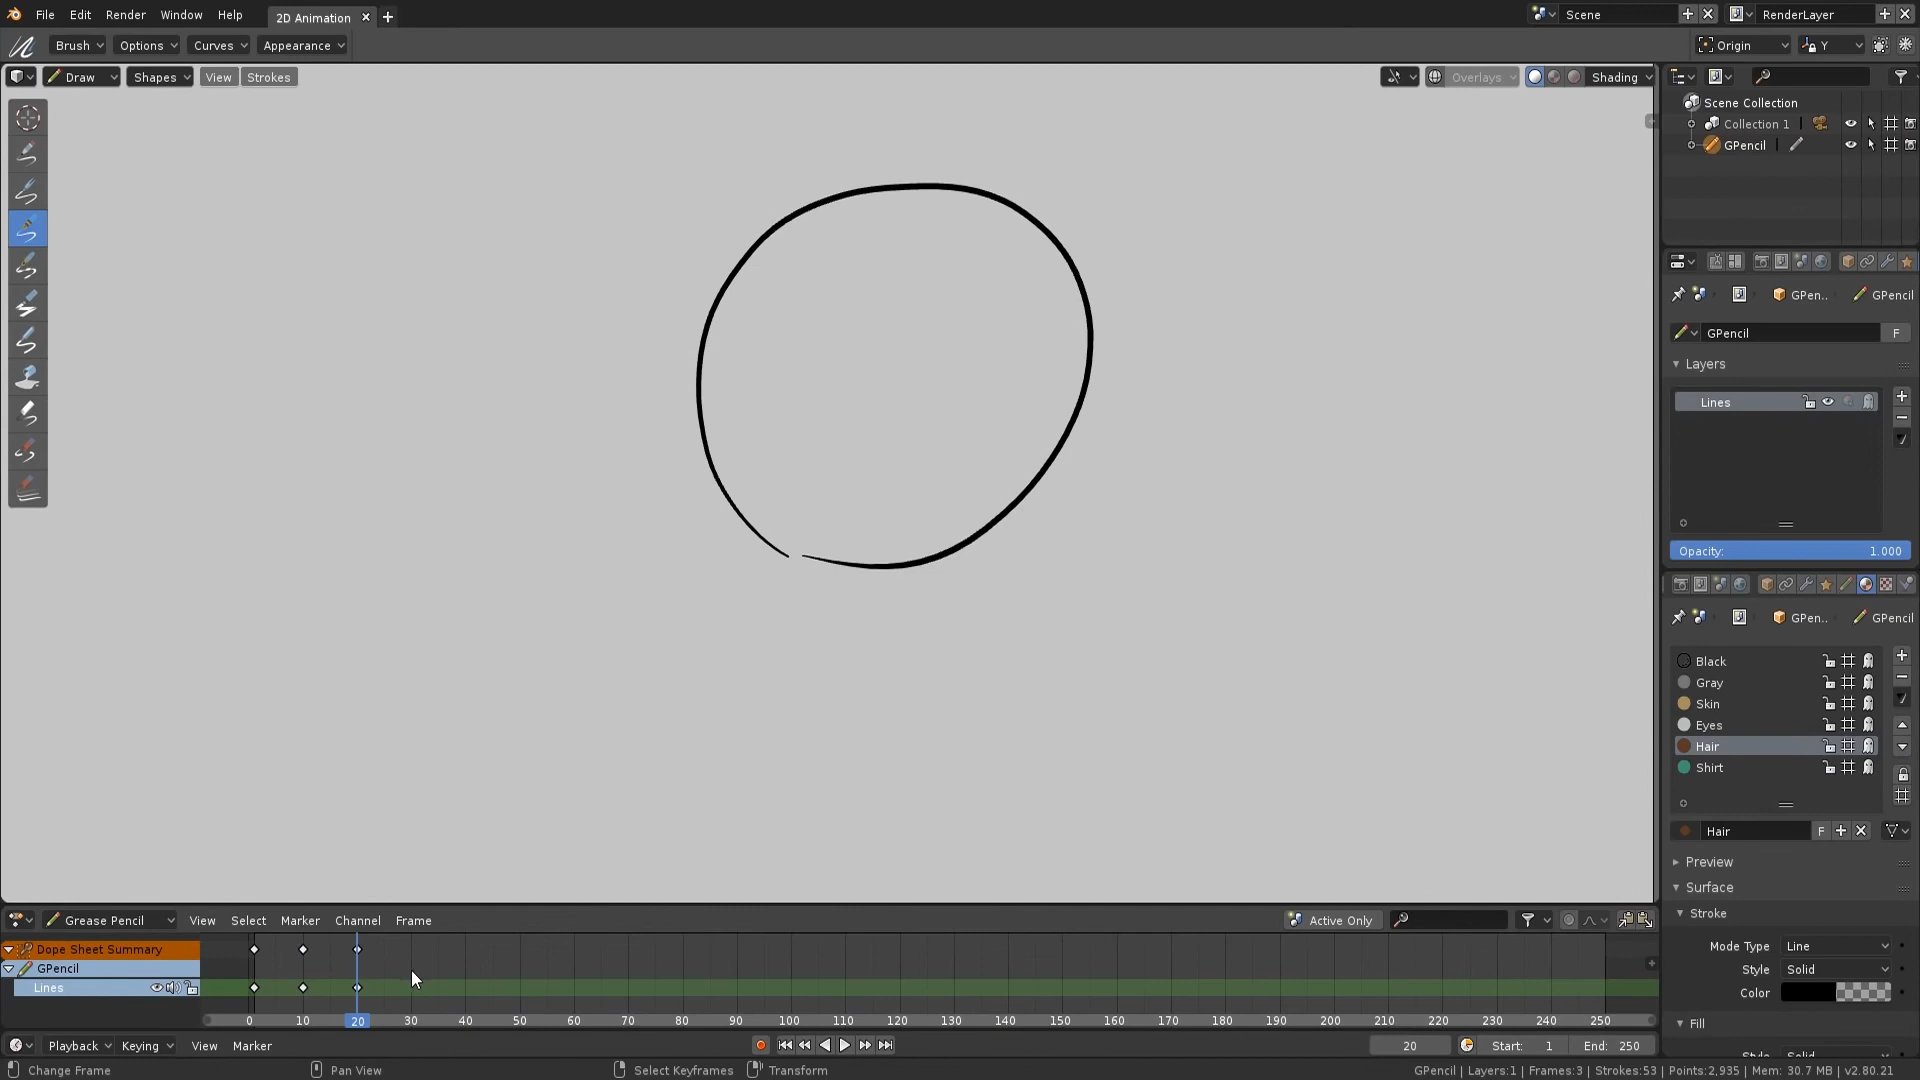 File Edit Render Window Help 2D Animation Scene RenderLayer
Brush Options Curves Appearance Origin Y
Draw Shapes View Strokes Overlays Shading
Scene Collection
Collection 1
GPencil
GPen.. GPencil
GPencil F
Layers
Lines
Opacity: 1.000
GPen.. GPencil
Black
Gray
Skin
Eyes
Hair
Shirt
Hair F
Preview
Surface
Stroke
Mode Type Line
Style Solid
Color
Fill
Style Solid
Grease Pencil View Select Marker Channel Frame Active Only
Dope Sheet Summary
GPencil
Lines
0 10 20 30 40 50 60 70 80 90 100 110 120 130 140 150 160 170 180 190 200 210 220 230 240 250
Playback Keying View Marker 20 Start: 1 End: 250
Change Frame Pan View Select Keyframes Transform GPencil | Layers:1 | Frames:3 | Strokes:53 | Points:2,935 | Mem: 30.7 MB | v2.80.21